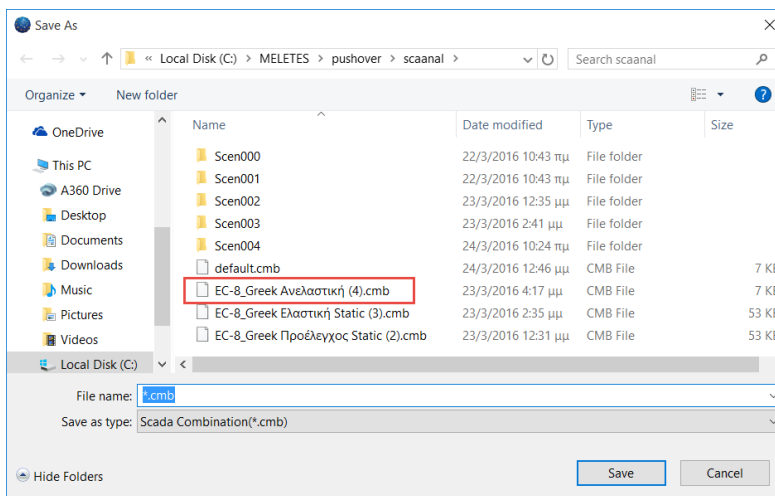 Save As
« Local Disk (C:) > MELETES > pushover > scaanal >
Search scaanal
Organize
New folder
Name Date modified Type Size
OneDrive
This PC
A360 Drive
Desktop
Documents
Downloads
Music
Pictures
Videos
Local Disk (C:)
Scen000 22/3/2016 10:43 πμ File folder
Scen001 22/3/2016 10:43 πμ File folder
Scen002 23/3/2016 12:35 μμ File folder
Scen003 23/3/2016 2:41 μμ File folder
Scen004 24/3/2016 10:24 πμ File folder
default.cmb 24/3/2016 12:46 μμ CMB File 7 KB
EC-8_Greek Ανελαστική (4).cmb 23/3/2016 4:17 μμ CMB File 7 KB
EC-8_Greek Ελαστική Static (3).cmb 23/3/2016 2:35 μμ CMB File 53 KB
EC-8_Greek Προέλεγχος Static (2).cmb 23/3/2016 12:31 μμ CMB File 53 KB
File name: *.cmb
Save as type: Scada Combination(*.cmb)
Hide Folders
Save
Cancel